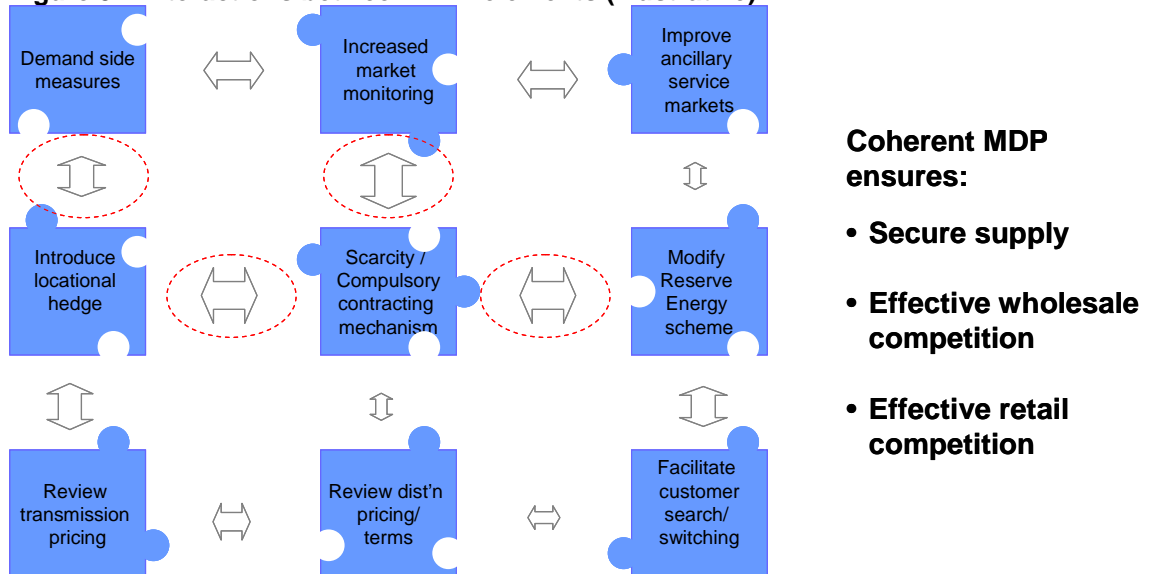 Demand side
measures
Increased
market
monitoring
Improve
ancillary
service
markets
Introduce
locational
hedge
Scarcity /
Compulsory
contracting
mechanism
Modify
Reserve
Energy
scheme
Review
transmission
pricing
Review dist'n
pricing/
terms
Facilitate
customer
search/
switching
Coherent MDP
ensures:
• Secure supply
• Effective wholesale
competition
• Effective retail
competition